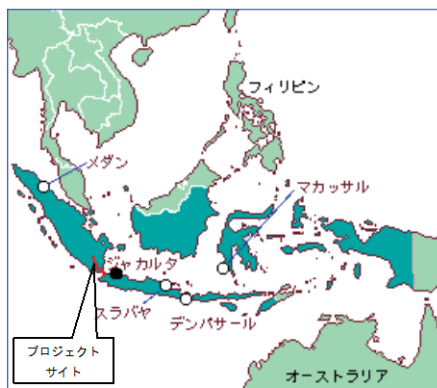 フィリピン
メダン
マカッサル
ジャカルタ
スラバヤ
デンパサール
プロジェクト
サイト
オーストラリア